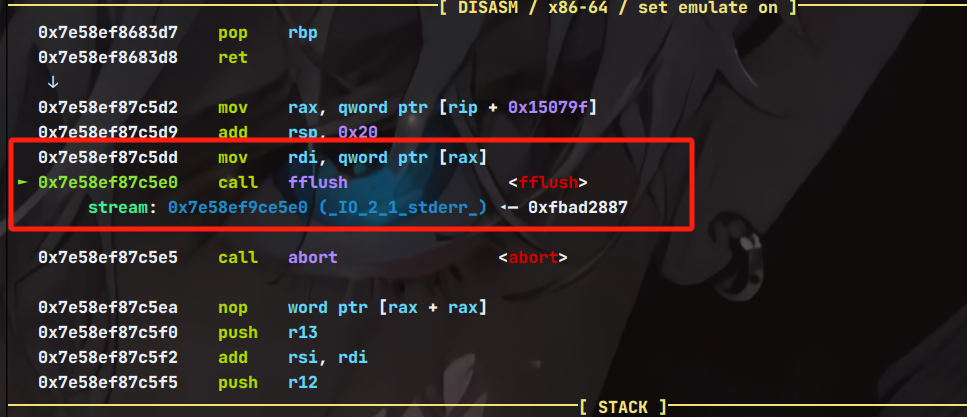 [ DISASM / x86-64 / set emulate on ]
0x7e58ef8683d7 pop rbp
0x7e58ef8683d8 ret
↓
0x7e58ef87c5d2 mov rax, qword ptr [rip + 0x15079f]
0x7e58ef87c5d9 add rsp, 0x20
0x7e58ef87c5dd mov rdi, qword ptr [rax]
► 0x7e58ef87c5e0 call fflush <fflush>
stream: 0x7e58ef9ce5e0 (_IO_2_1_stderr_) ◂— 0xfbad2887
0x7e58ef87c5e5 call abort <abort>
0x7e58ef87c5ea nop word ptr [rax + rax]
0x7e58ef87c5f0 push r13
0x7e58ef87c5f2 add rsi, rdi
0x7e58ef87c5f5 push r12
[ STACK ]